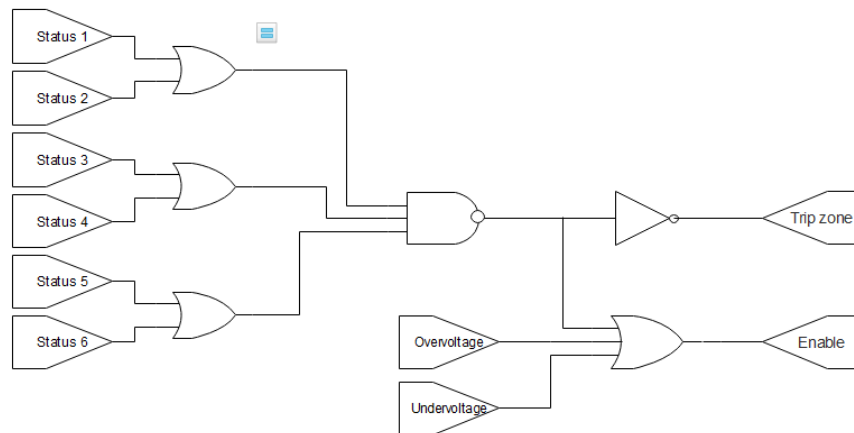 Status 1
Status 2
Status 3
Status 4
Status 5
Status 6
Trip zone
Overvoltage
Enable
Undervoltage